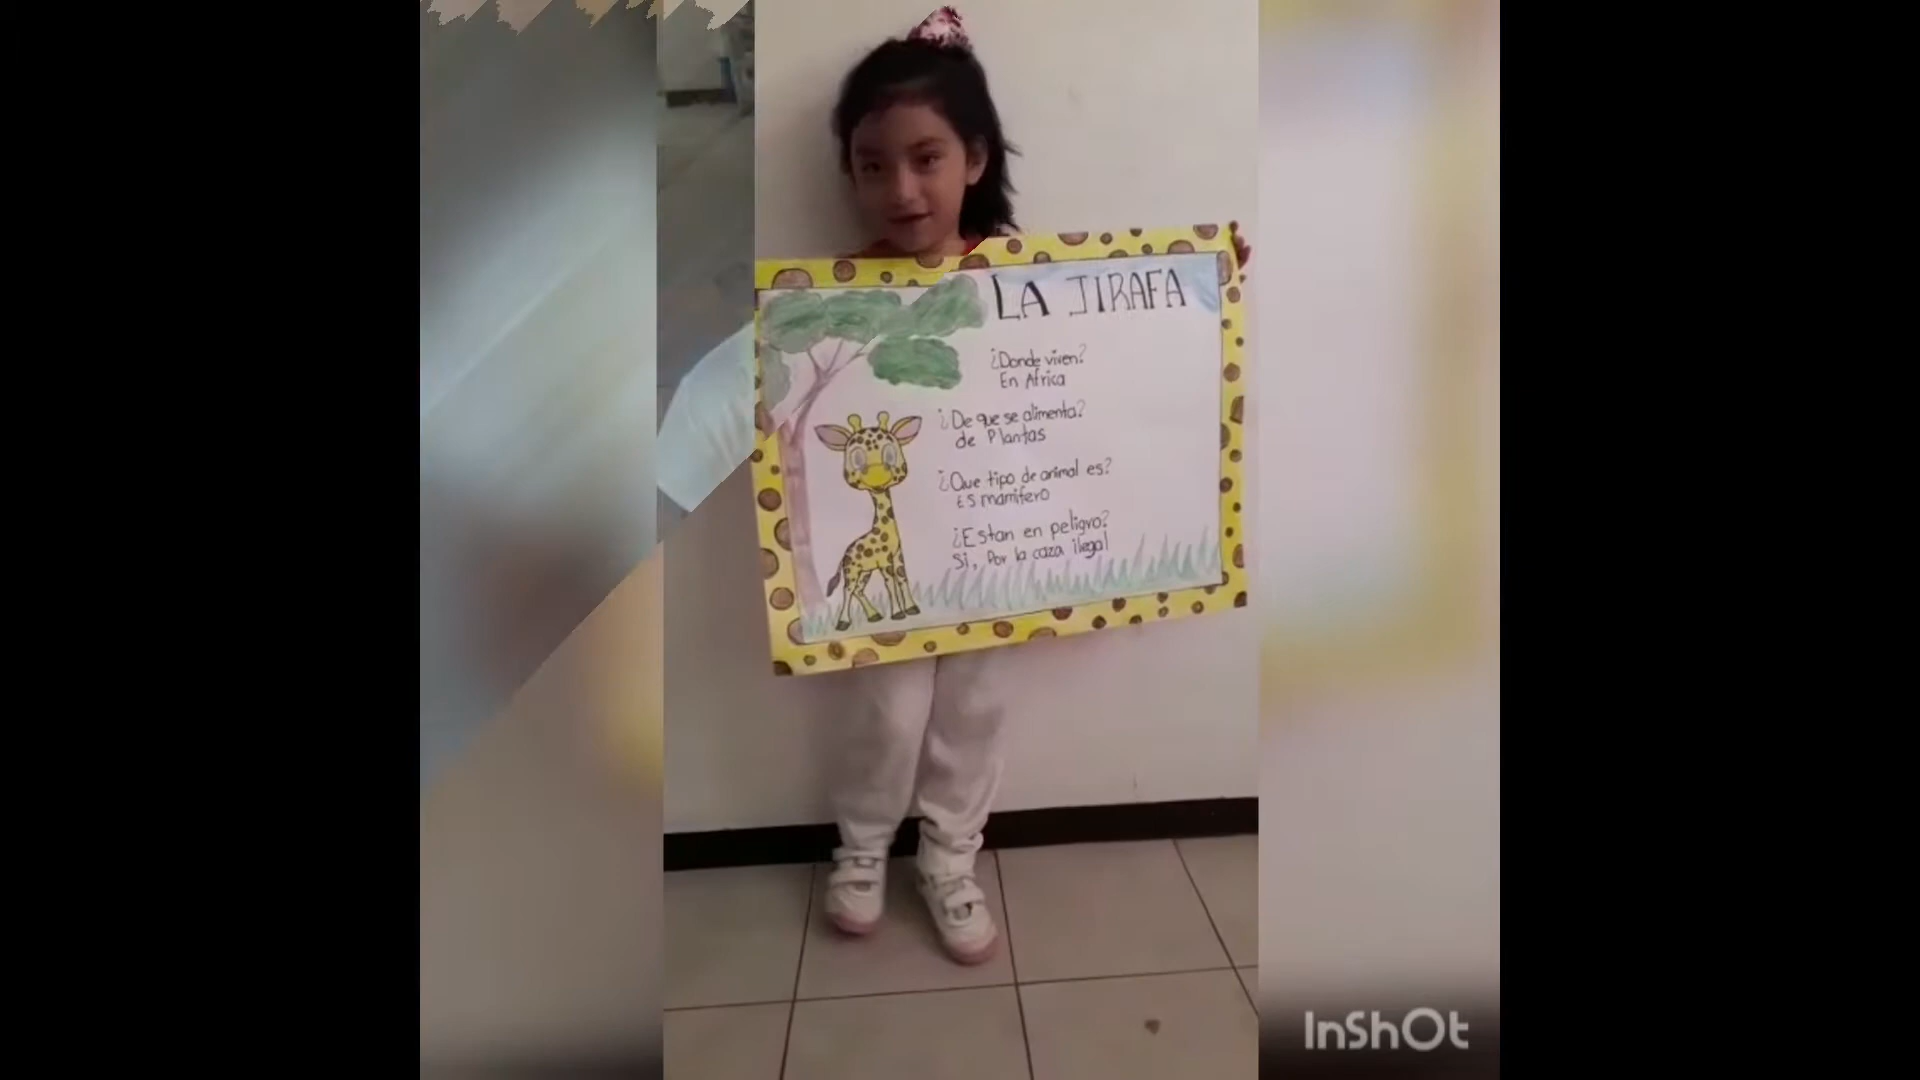 LA JIRAFA
¿Donde viven?
En Africa
¿De que se alimenta?
de Plantas
¿Que tipo de animal es?
Es mamifero
¿Estan en peligro?
Si, Por la caza ilegal
InShOt